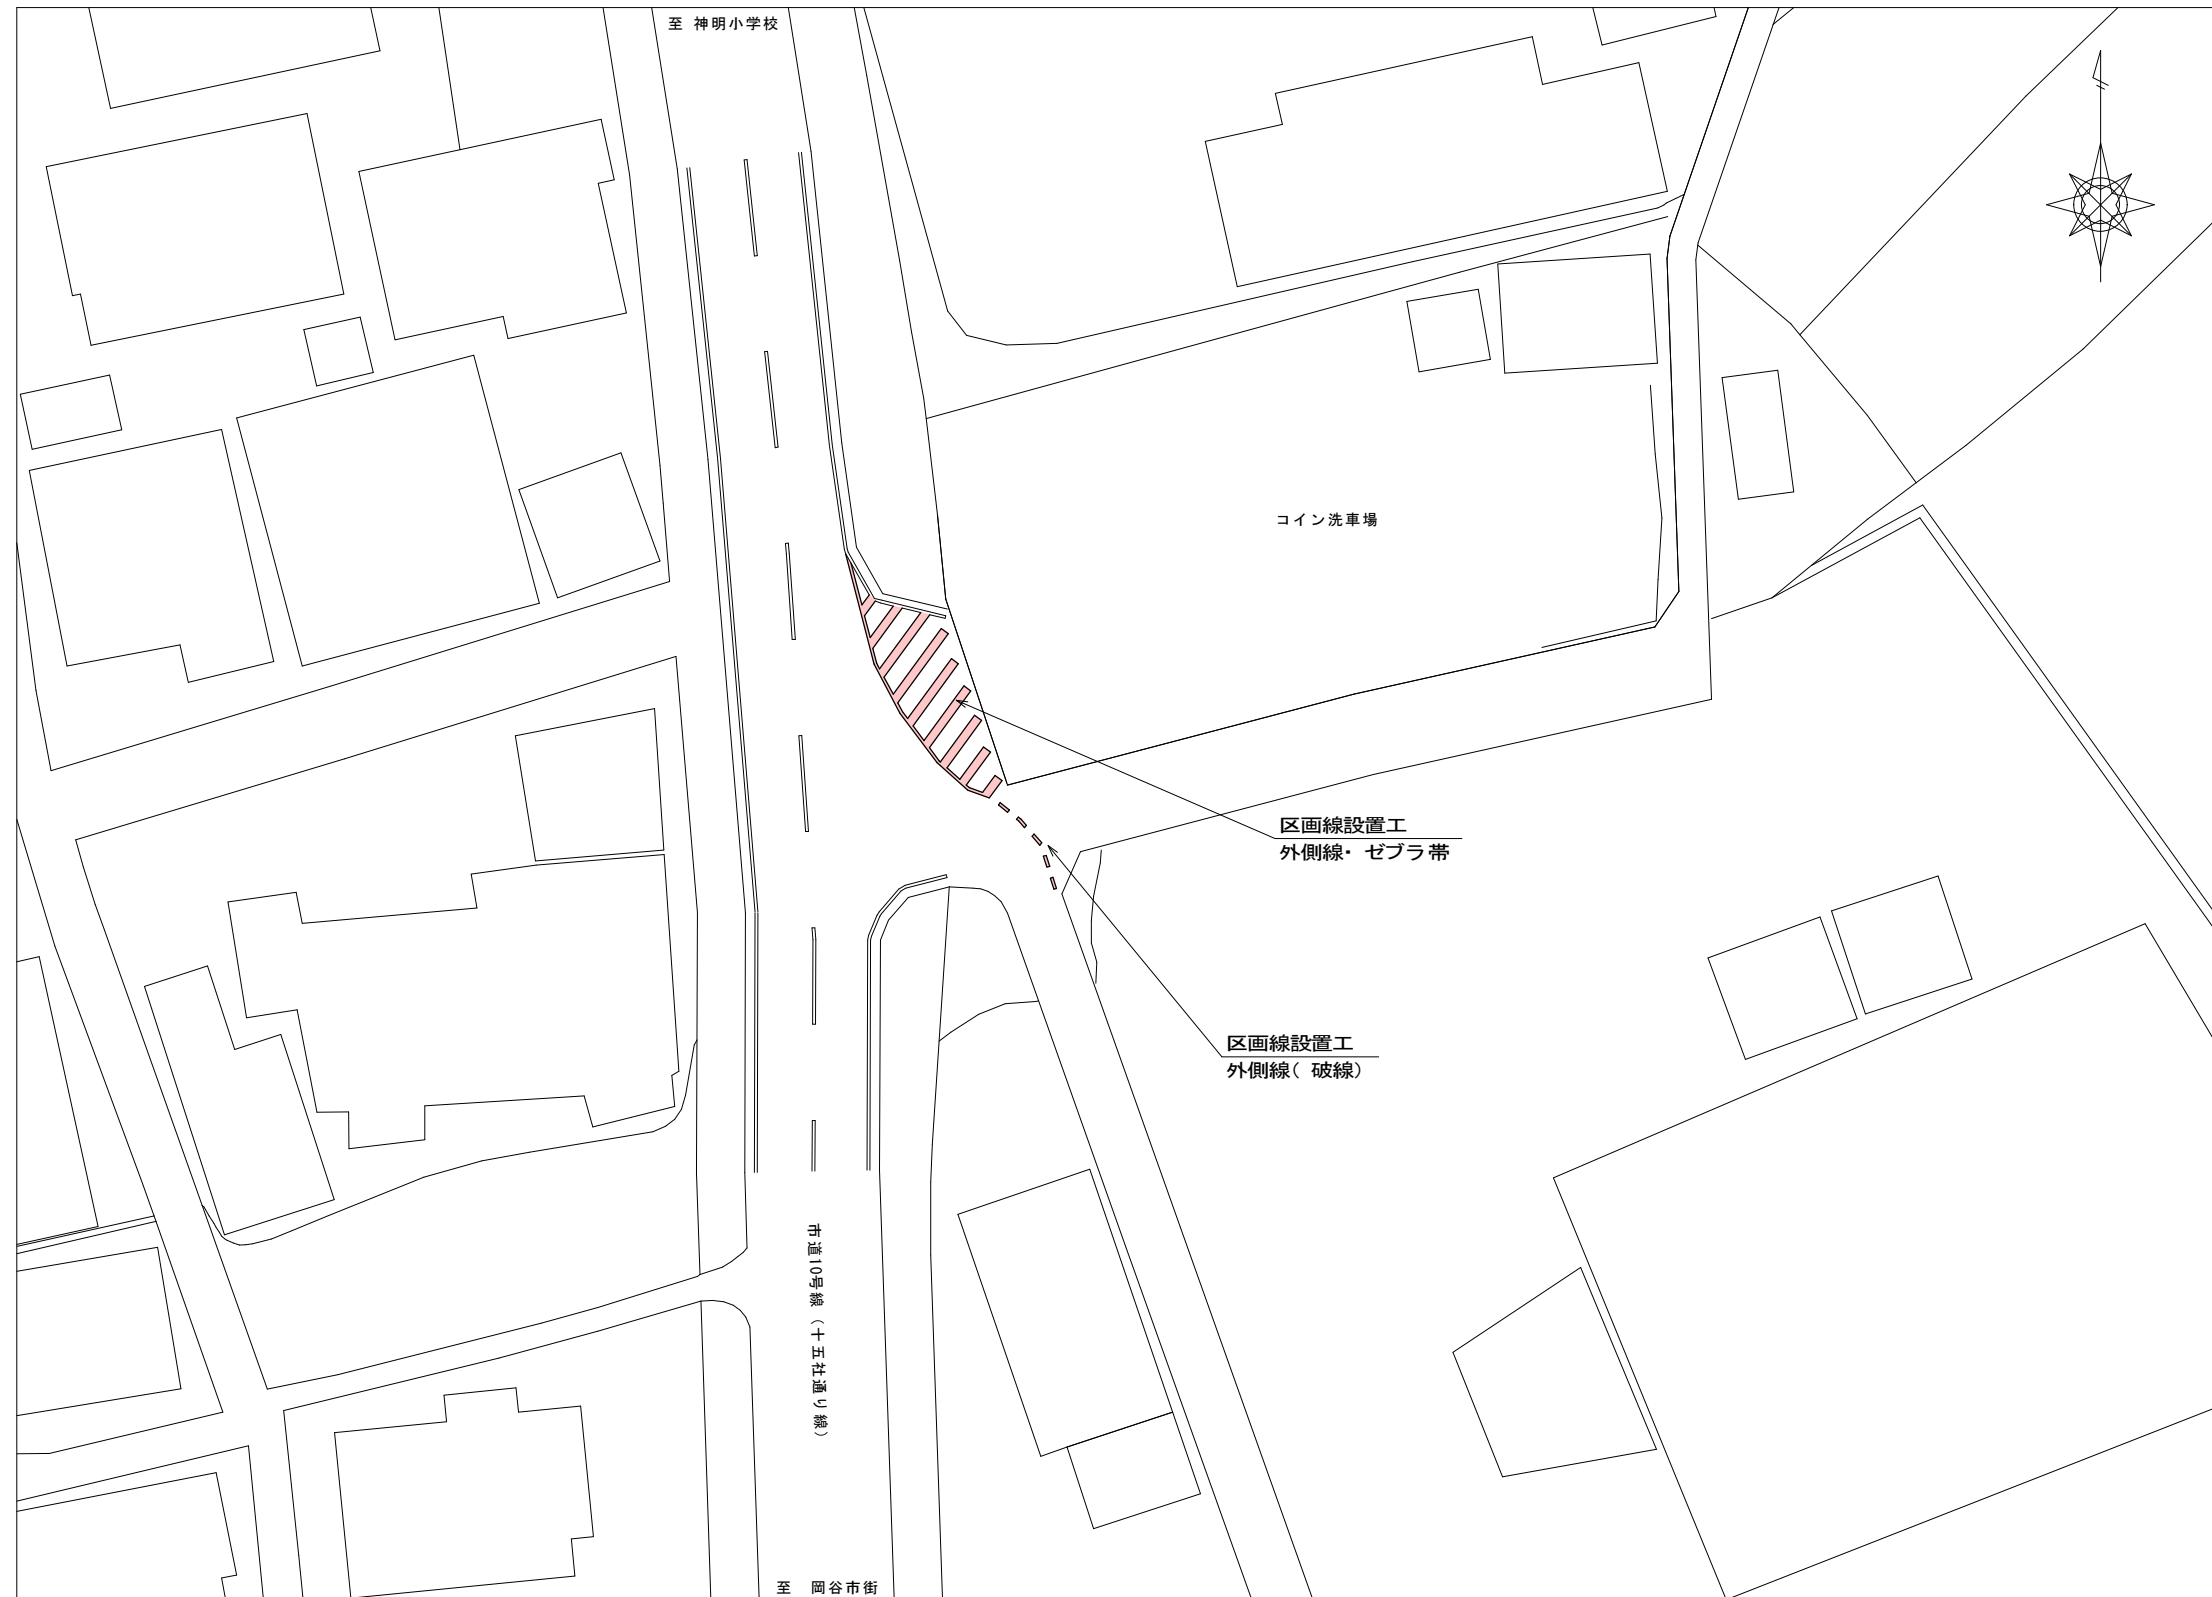 至 神明小学校
コイン洗車場
区画線設置工
外側線・ゼブラ帯
区画線設置工
外側線(破線)
市道10号線(十五社通り線)
至 岡谷市街